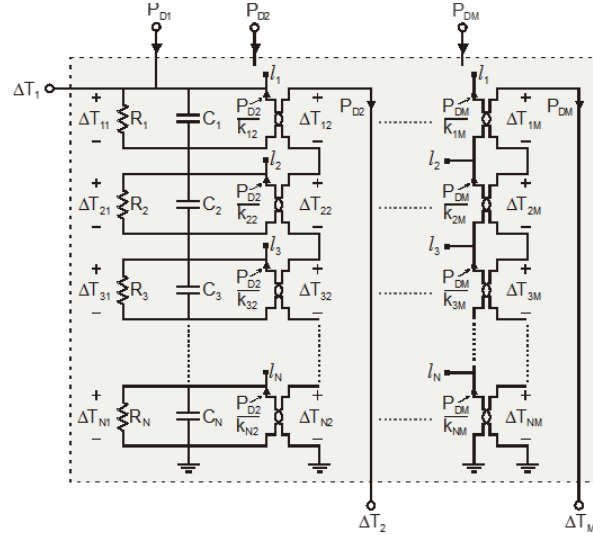 P_D1 P_D2 P_DM
ΔT_1
+ ΔT_11 − R_1 C_1 l_1 P_D2/k_12 + ΔT_12 − P_D2 l_1 P_DM/k_1M + ΔT_1M − P_DM
+ ΔT_21 − R_2 C_2 l_2 P_D2/k_22 + ΔT_22 − l_2 P_DM/k_2M + ΔT_2M −
+ ΔT_31 − R_3 C_3 l_3 P_D2/k_32 + ΔT_32 − l_3 P_DM/k_3M + ΔT_3M −
+ ΔT_N1 − R_N C_N l_N P_D2/k_N2 + ΔT_N2 − l_N P_DM/k_NM + ΔT_NM −
ΔT_2 ΔT_M